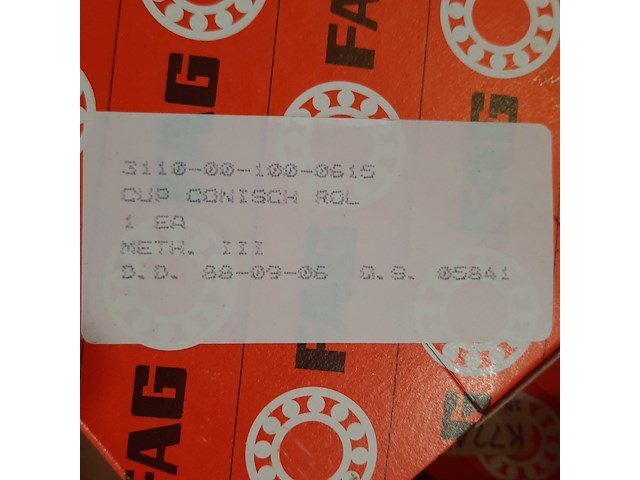 FAG
FAG
FAG
3110-00-100-0615
CUP CONISCH ROL
1 EA
METH. III
D.D. 88-09-06 G.S. 05841
FAG
FAG